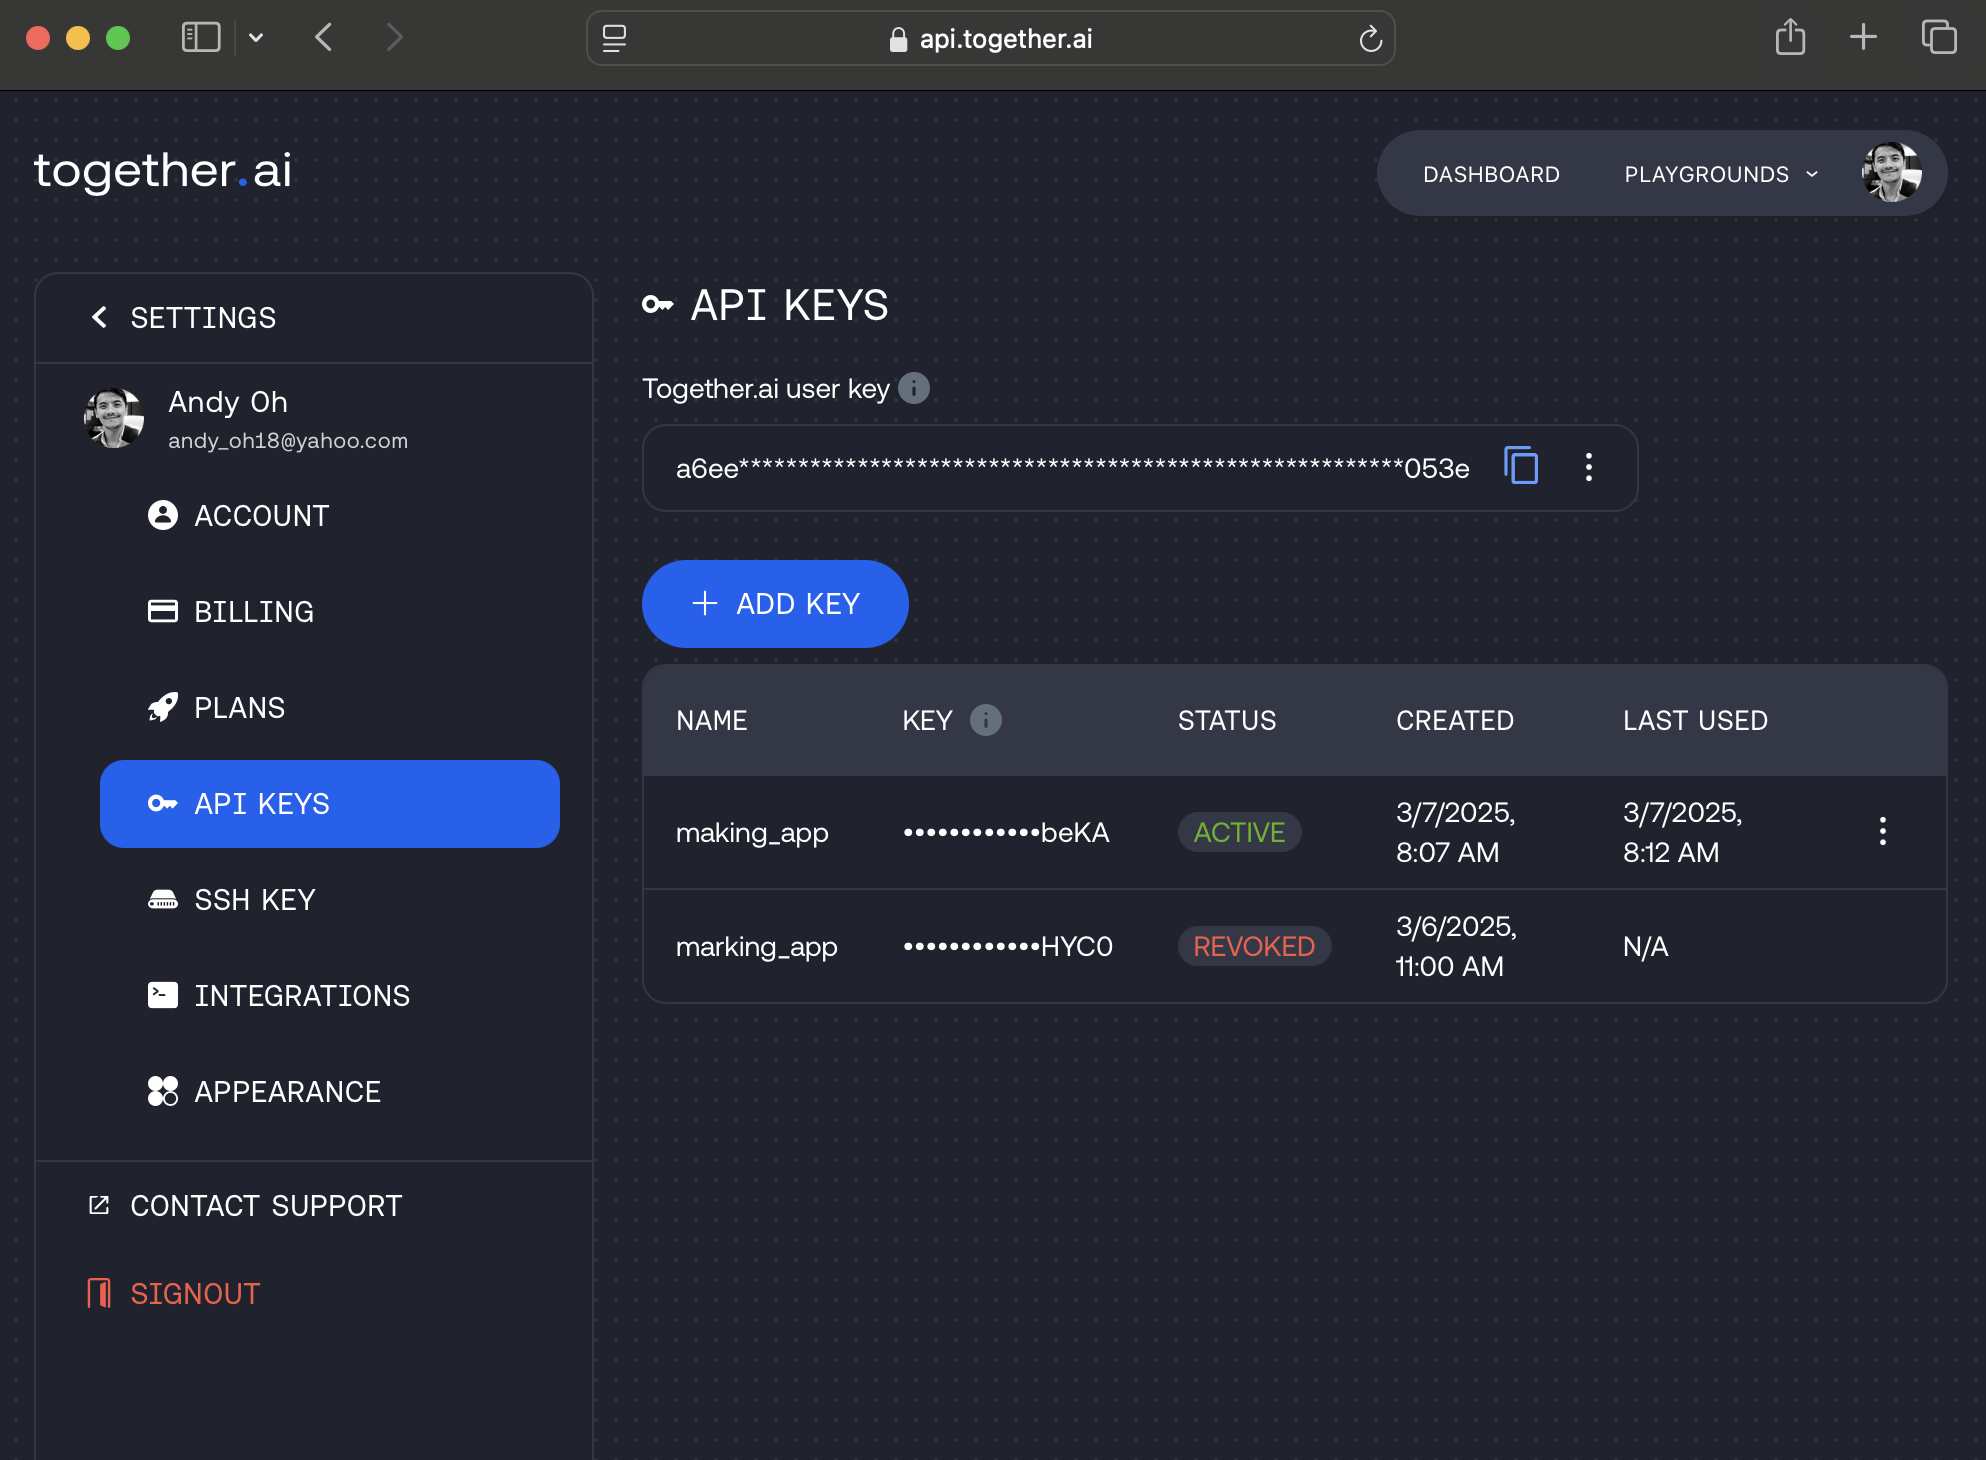 api.together.ai
together.ai
DASHBOARD
PLAYGROUNDS
SETTINGS
Andy Oh
andy_oh18@yahoo.com
ACCOUNT
BILLING
PLANS
API KEYS
SSH KEY
INTEGRATIONS
APPEARANCE
CONTACT SUPPORT
SIGNOUT
API KEYS
Together.ai user key
a6ee********************************************************053e
ADD KEY
NAME KEY STATUS CREATED LAST USED
making_app ••••••••••••beKA ACTIVE 3/7/2025, 8:07 AM 3/7/2025, 8:12 AM
marking_app ••••••••••••HYC0 REVOKED 3/6/2025, 11:00 AM N/A